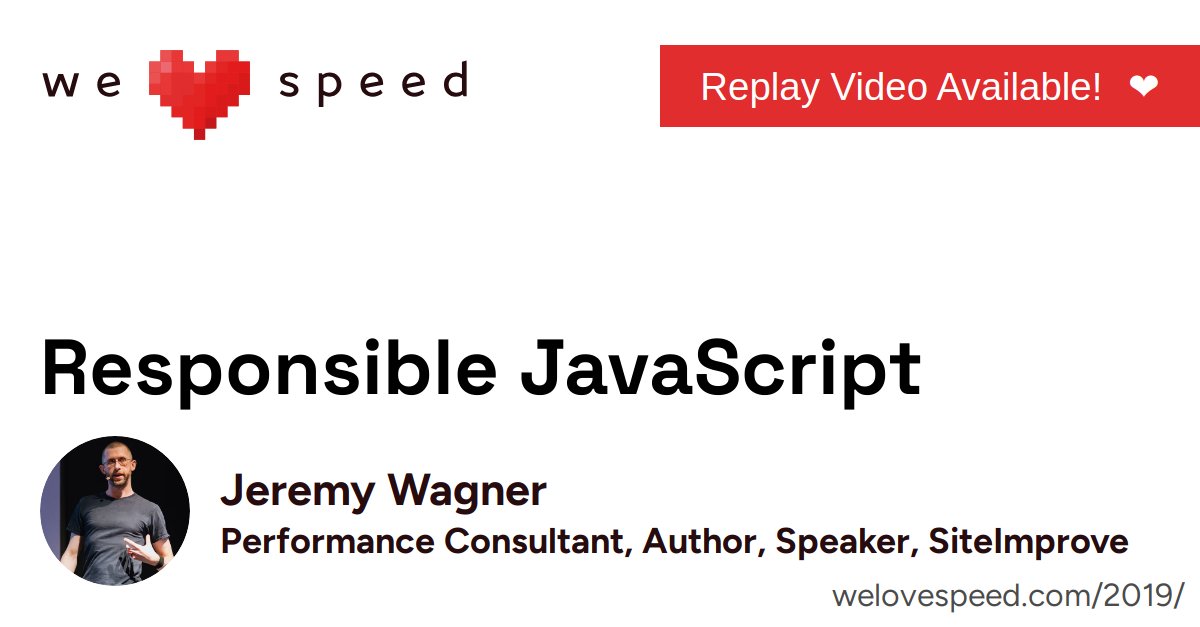 we speed
Replay Video Available! ❤
Responsible JavaScript
Jeremy Wagner
Performance Consultant, Author, Speaker, SiteImprove
welovespeed.com/2019/